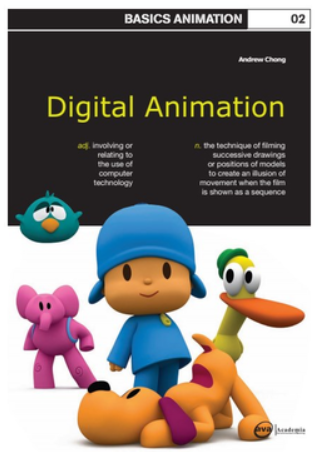 BASICS ANIMATION 02
Andrew Chong
Digital Animation
adj. involving or
relating to
the use of
computer
technology
n. the technique of filming
successive drawings
or positions of models
to create an illusion of
movement when the film
is shown as a sequence
ava Academia